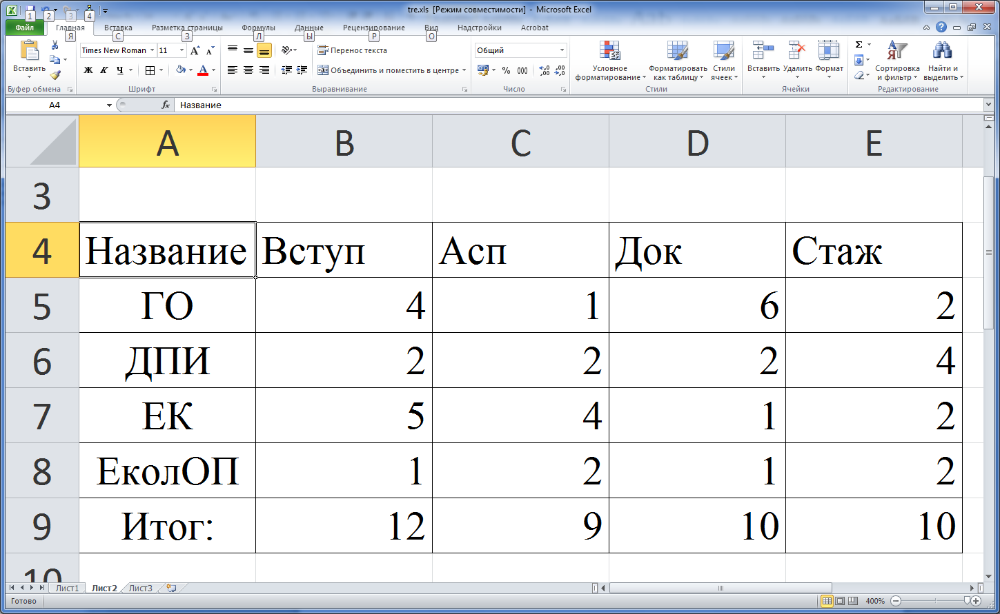 tre.xls [Режим совместимости] - Microsoft Excel
1 2 3 4
Файл Главная Вставка Разметка страницы Формулы Данные Рецензирование Вид Надстройки Acrobat
Я С З Л Ы Р О
Вставить
Буфер обмена
Times New Roman 11
Ж К Ч
Шрифт
Перенос текста
Объединить и поместить в центре
Выравнивание
Общий
% 000
Число
Условное форматирование
Форматировать как таблицу
Стили ячеек
Стили
Вставить Удалить Формат
Ячейки
Σ
Сортировка и фильтр
Найти и выделить
Редактирование
A4 fx Название
A B C D E
3
4 Название Вступ Асп Док Стаж
5 ГО 4 1 6 2
6 ДПИ 2 2 2 4
7 ЕК 5 4 1 2
8 ЕколОП 1 2 1 2
9 Итог: 12 9 10 10
10
Лист1 Лист2 Лист3
Готово 400%